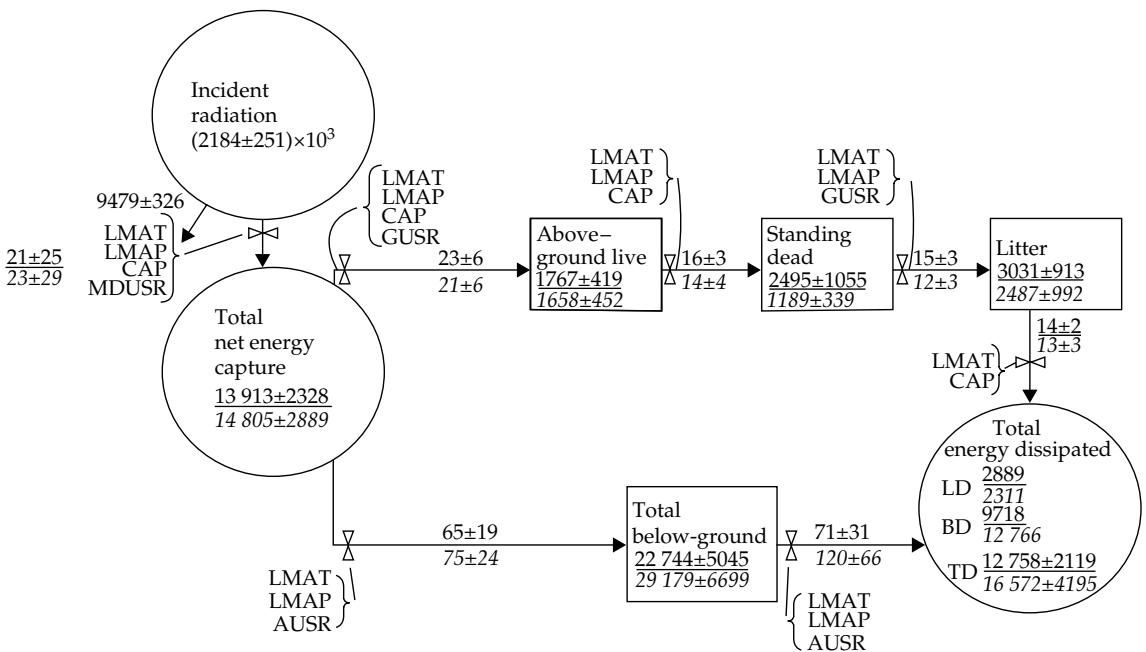 Incident
radiation
(2184±251)×10³
9479±326
LMAT
LMAP
CAP
MDUSR
21±25
23±29
LMAT
LMAP
CAP
GUSR
23±6
21±6
Above–
ground live
1767±419
1658±452
LMAT
LMAP
CAP
16±3
14±4
Standing
dead
2495±1055
1189±339
LMAT
LMAP
GUSR
15±3
12±3
Litter
3031±913
2487±992
14±2
13±3
LMAT
CAP
Total
net energy
capture
13 913±2328
14 805±2889
65±19
75±24
LMAT
LMAP
AUSR
Total
below-ground
22 744±5045
29 179±6699
71±31
120±66
LMAT
LMAP
AUSR
Total
energy dissipated
LD 2889
2311
BD 9718
12 766
TD 12 758±2119
16 572±4195